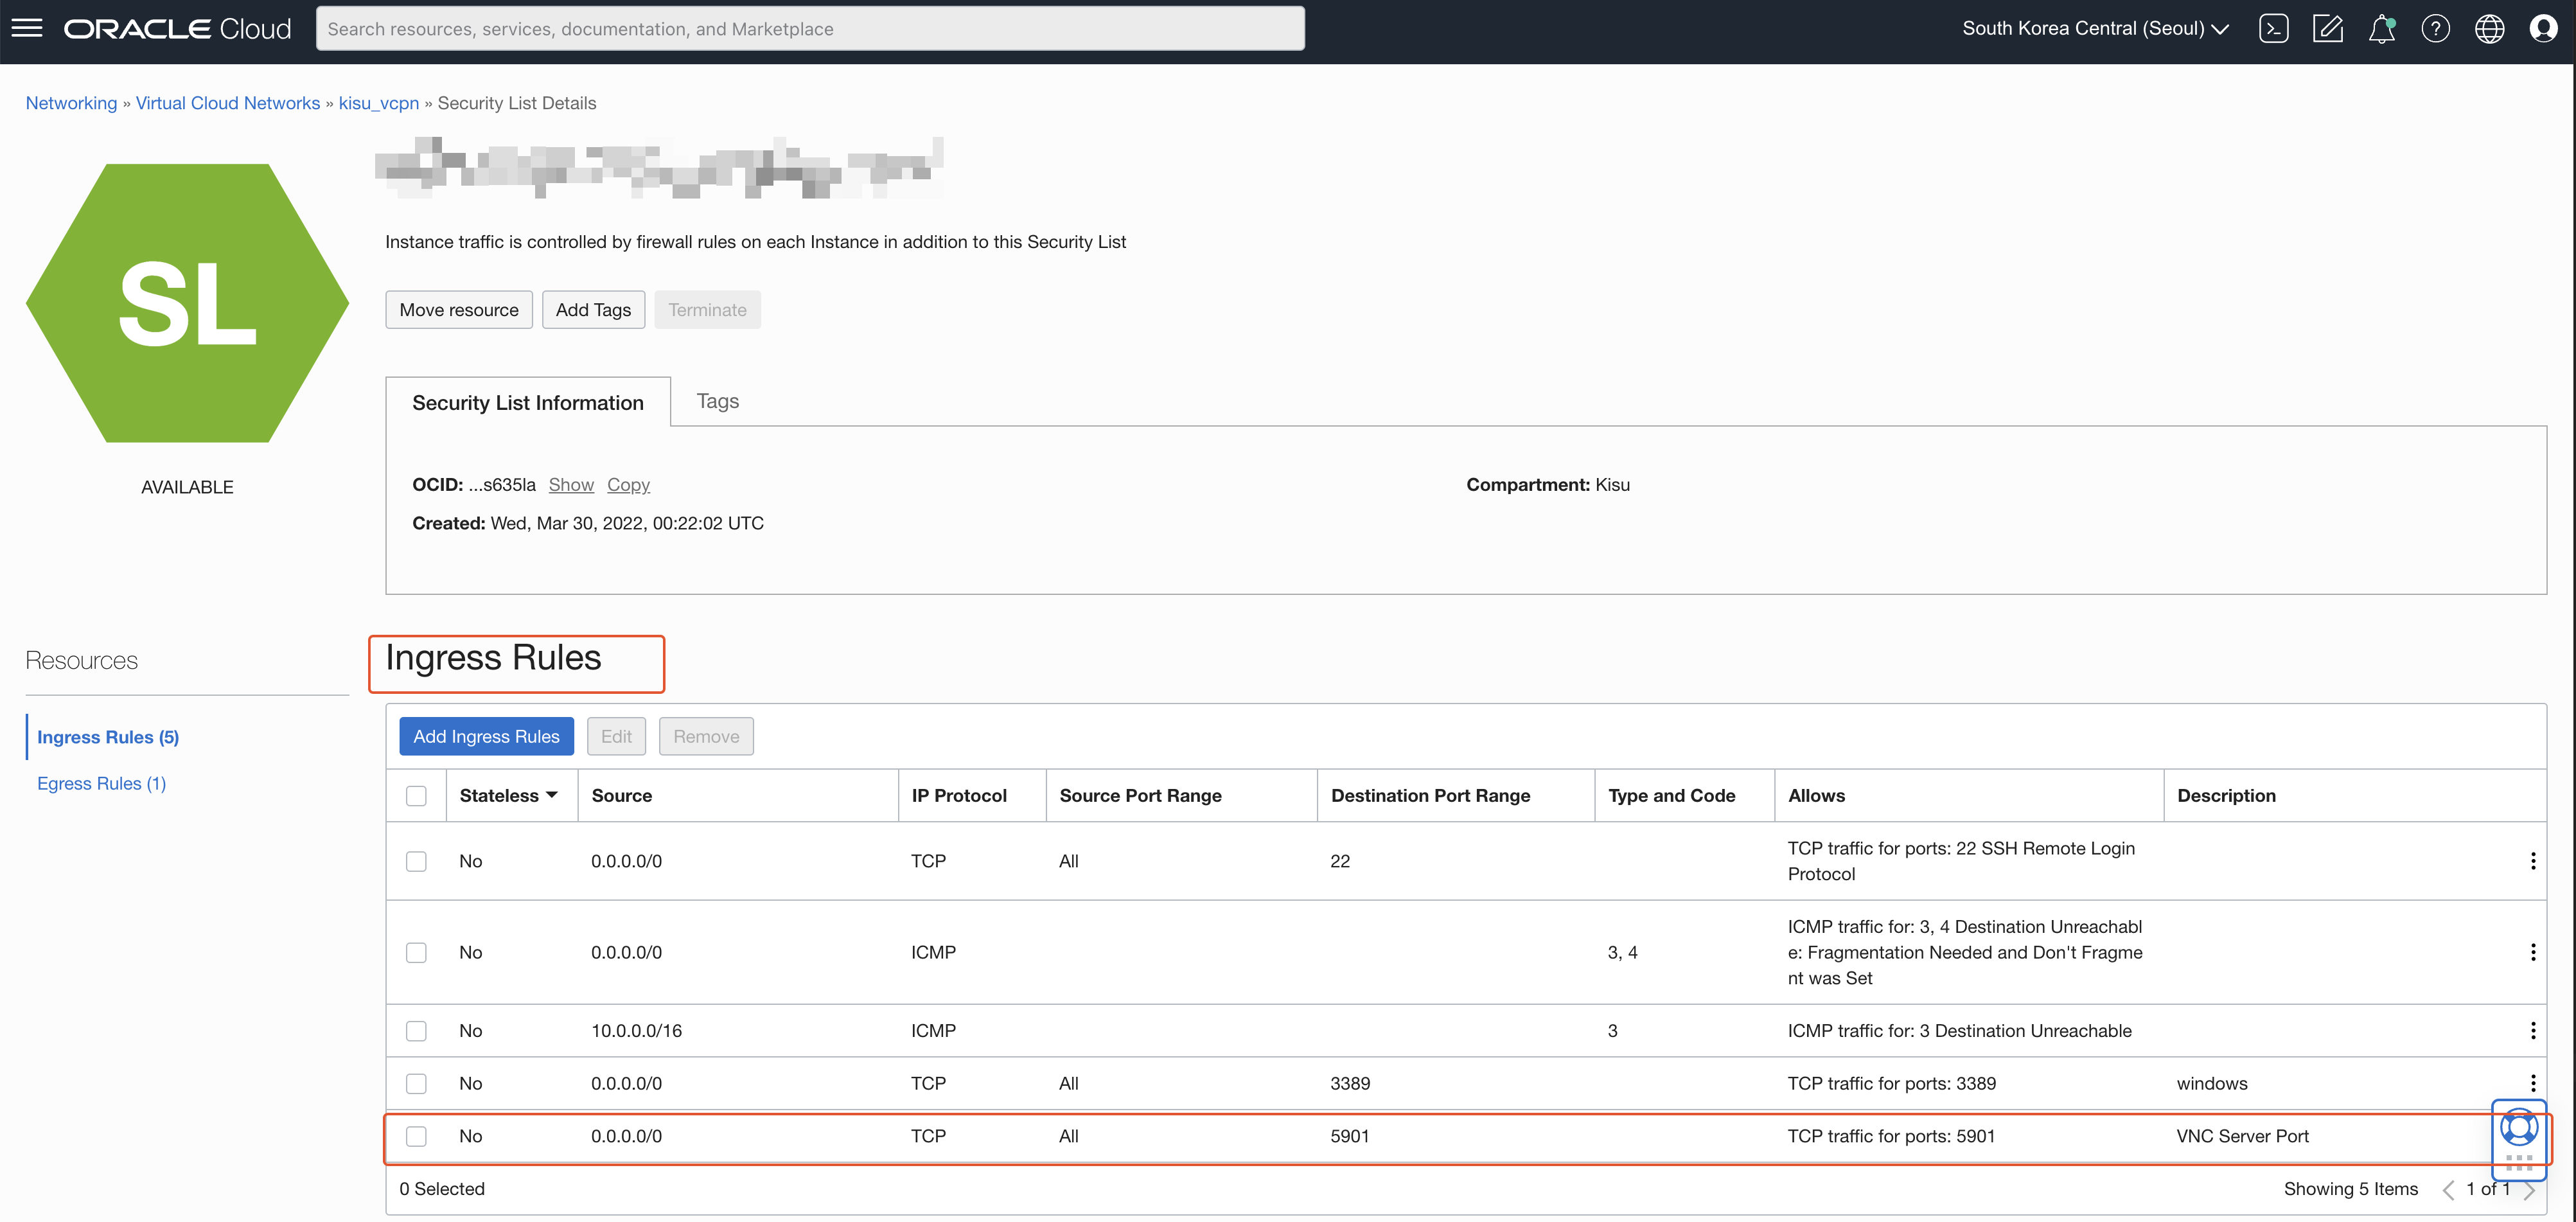 ORACLE Cloud
Search resources, services, documentation, and Marketplace
South Korea Central (Seoul)
Networking » Virtual Cloud Networks » kisu_vcpn » Security List Details
SL
AVAILABLE
Instance traffic is controlled by firewall rules on each Instance in addition to this Security List
Move resource Add Tags Terminate
Security List Information Tags
OCID: ...s635la Show Copy
Compartment: Kisu
Created: Wed, Mar 30, 2022, 00:22:02 UTC
Resources
Ingress Rules (5)
Egress Rules (1)
Ingress Rules
Add Ingress Rules Edit Remove
Stateless Source IP Protocol Source Port Range Destination Port Range Type and Code Allows Description
No 0.0.0.0/0 TCP All 22 TCP traffic for ports: 22 SSH Remote Login
Protocol
No 0.0.0.0/0 ICMP 3, 4 ICMP traffic for: 3, 4 Destination Unreachabl
e: Fragmentation Needed and Don't Fragme
nt was Set
No 10.0.0.0/16 ICMP 3 ICMP traffic for: 3 Destination Unreachable
No 0.0.0.0/0 TCP All 3389 TCP traffic for ports: 3389 windows
No 0.0.0.0/0 TCP All 5901 TCP traffic for ports: 5901 VNC Server Port
0 Selected
Showing 5 Items 1 of 1